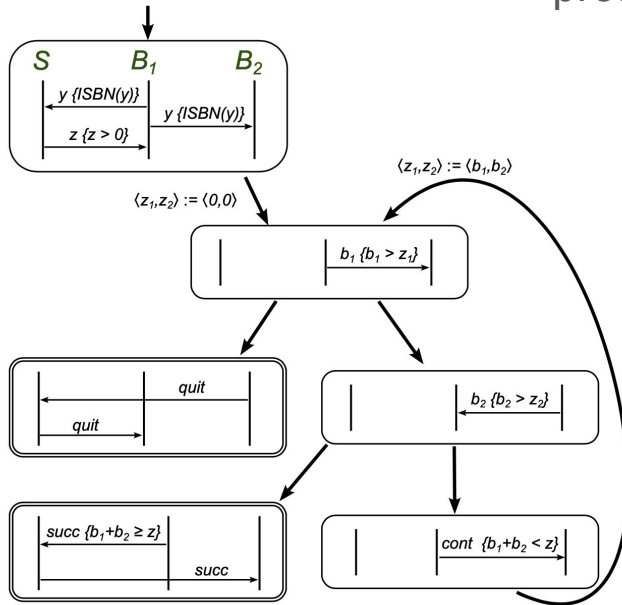 S B₁ B₂
y {ISBN(y)}
y {ISBN(y)}
z {z > 0}
⟨z₁,z₂⟩ := ⟨0,0⟩
⟨z₁,z₂⟩ := ⟨b₁,b₂⟩
b₁ {b₁ > z₁}
quit
quit
b₂ {b₂ > z₂}
succ {b₁+b₂ ≥ z}
succ
cont {b₁+b₂ < z}